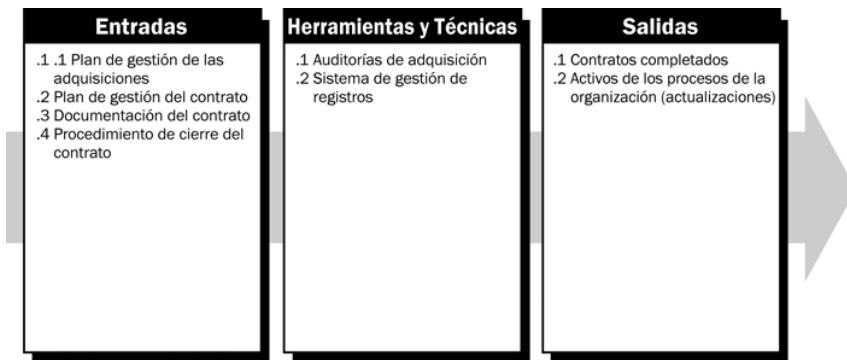 Entradas
.1 .1 Plan de gestión de las
adquisiciones
.2 Plan de gestión del contrato
.3 Documentación del contrato
.4 Procedimiento de cierre del
contrato
Herramientas y Técnicas
.1 Auditorías de adquisición
.2 Sistema de gestión de
registros
Salidas
.1 Contratos completados
.2 Activos de los procesos de la
organización (actualizaciones)